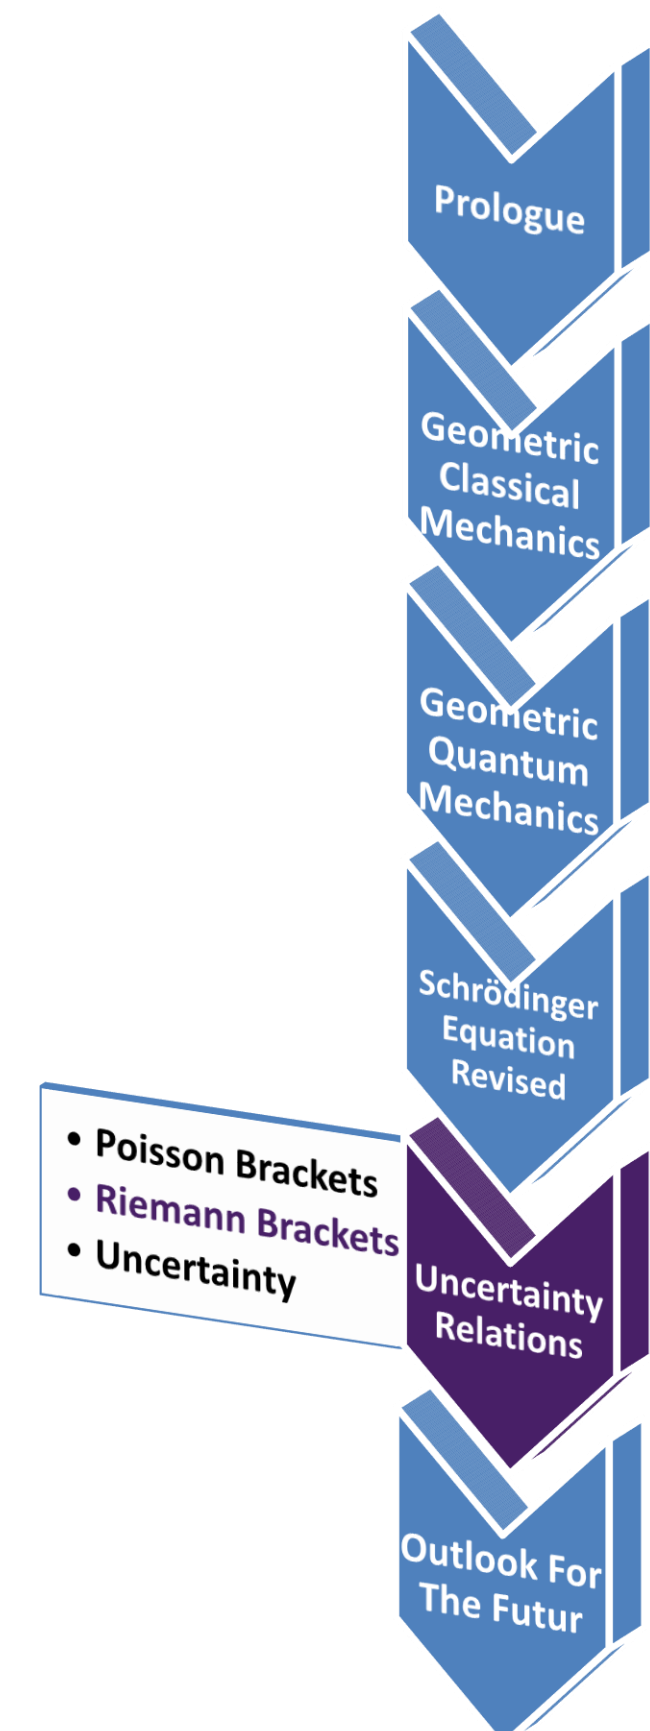 Prologue
Geometric
Classical
Mechanics
Geometric
Quantum
Mechanics
Schrödinger
Equation
Revised
• Poisson Brackets
• Riemann Brackets
• Uncertainty
Uncertainty
Relations
Outlook For
The Futur